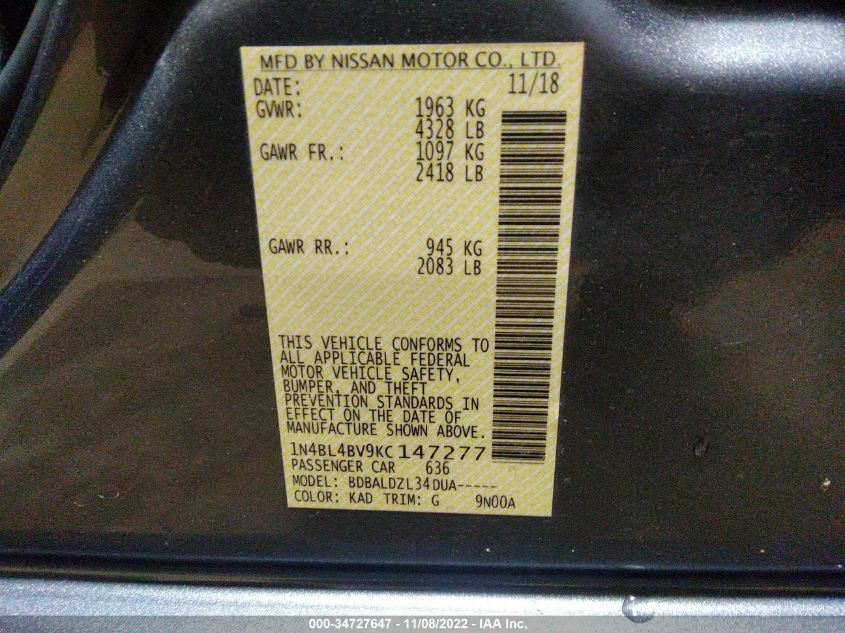 MFD BY NISSAN MOTOR CO., LTD.
DATE: 11/18
GVWR: 1963 KG
4328 LB
GAWR FR.: 1097 KG
2418 LB
GAWR RR.: 945 KG
2083 LB
THIS VEHICLE CONFORMS TO
ALL APPLICABLE FEDERAL
MOTOR VEHICLE SAFETY,
BUMPER, AND THEFT
PREVENTION STANDARDS IN
EFFECT ON THE DATE OF
MANUFACTURE SHOWN ABOVE.
1N4BL4BV9KC147277
PASSENGER CAR 636
MODEL: BDBALDZL34DUA-----
COLOR: KAD TRIM: G 9N00A
000-34727647 - 11/08/2022 - IAA Inc.